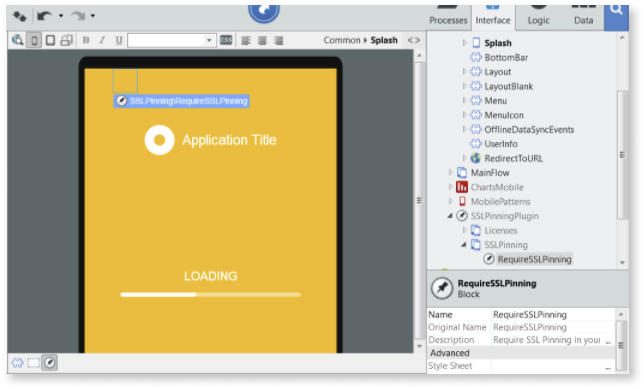 Processes Interface Logic Data
B I U CSS Common Splash <>
SSLPinning\RequireSSLPinning
Application Title
LOADING
Splash
BottomBar
Layout
LayoutBlank
Menu
MenuIcon
OfflineDataSyncEvents
UserInfo
RedirectToURL
MainFlow
ChartsMobile
MobilePatterns
SSLPinningPlugin
Licenses
SSLPinning
RequireSSLPinning
RequireSSLPinning
Block
Name RequireSSLPinning
Original Name RequireSSLPinning
Description Require SSL Pinning in your ...
Advanced
Style Sheet ...